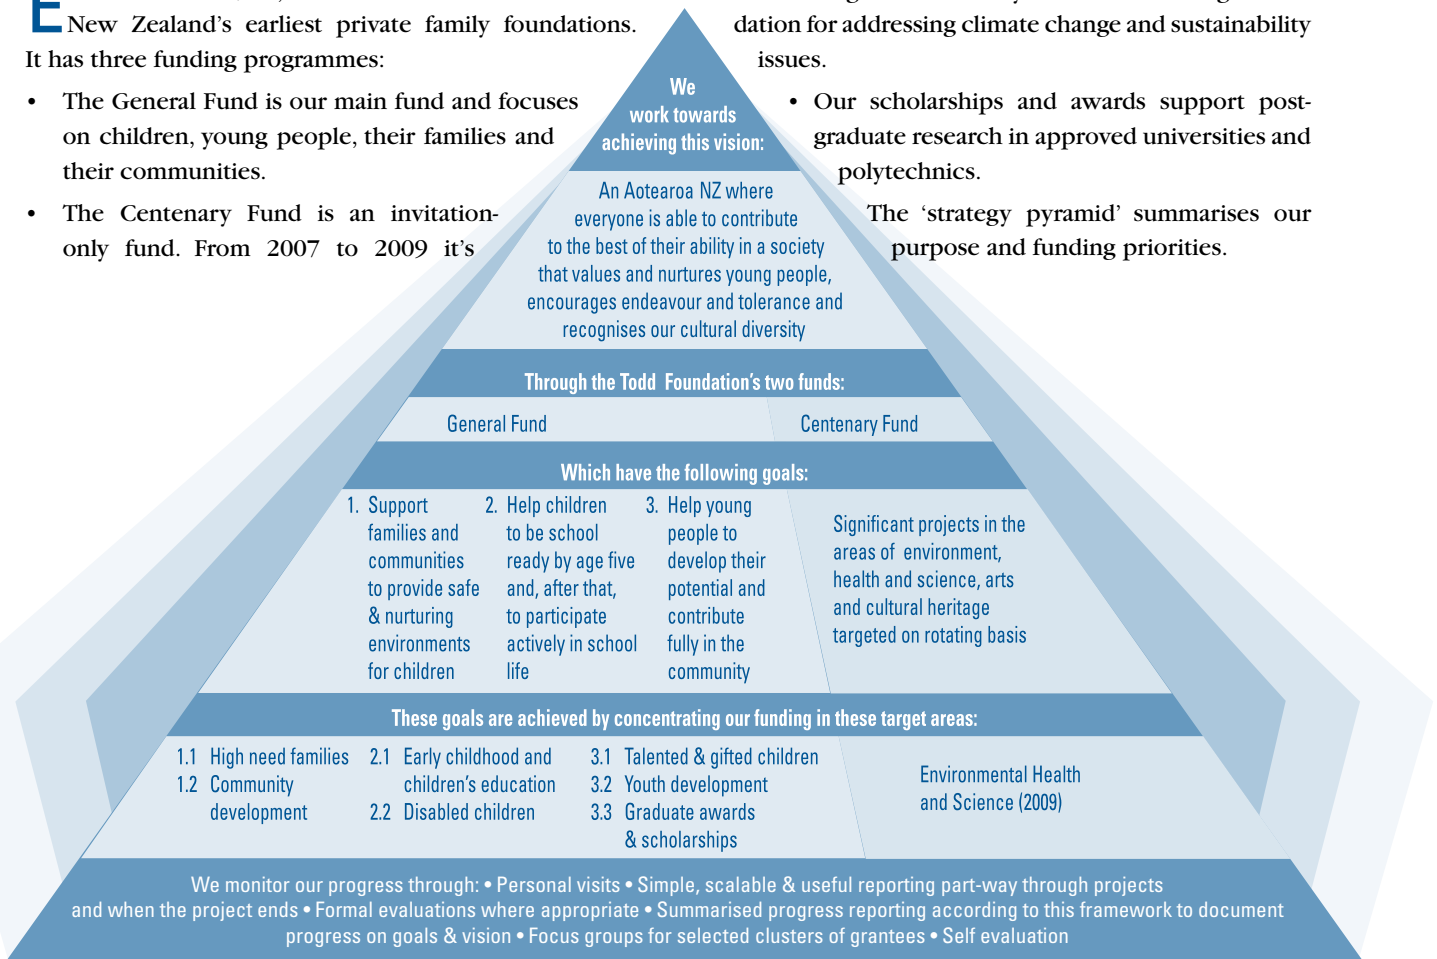 E
New Zealand’s earliest private family foundations.
It has three funding programmes:
• The General Fund is our main fund and focuses
on children, young people, their families and
their communities.
• The Centenary Fund is an invitation-
only fund. From 2007 to 2009 it’s
dation for addressing climate change and sustainability
issues.
• Our scholarships and awards support post-
graduate research in approved universities and
polytechnics.
The ‘strategy pyramid’ summarises our
purpose and funding priorities.
We
work towards
achieving this vision:
An Aotearoa NZ where
everyone is able to contribute
to the best of their ability in a society
that values and nurtures young people,
encourages endeavour and tolerance and
recognises our cultural diversity
Through the Todd Foundation’s two funds:
General Fund
Centenary Fund
Which have the following goals:
1. Support
families and
communities
to provide safe
& nurturing
environments
for children
2. Help children
to be school
ready by age five
and, after that,
to participate
actively in school
life
3. Help young
people to
develop their
potential and
contribute
fully in the
community
Significant projects in the
areas of environment,
health and science, arts
and cultural heritage
targeted on rotating basis
These goals are achieved by concentrating our funding in these target areas:
1.1 High need families
1.2 Community
development
2.1 Early childhood and
children’s education
2.2 Disabled children
3.1 Talented & gifted children
3.2 Youth development
3.3 Graduate awards
& scholarships
Environmental Health
and Science (2009)
We monitor our progress through: • Personal visits • Simple, scalable & useful reporting part-way through projects
and when the project ends • Formal evaluations where appropriate • Summarised progress reporting according to this framework to document
progress on goals & vision • Focus groups for selected clusters of grantees • Self evaluation